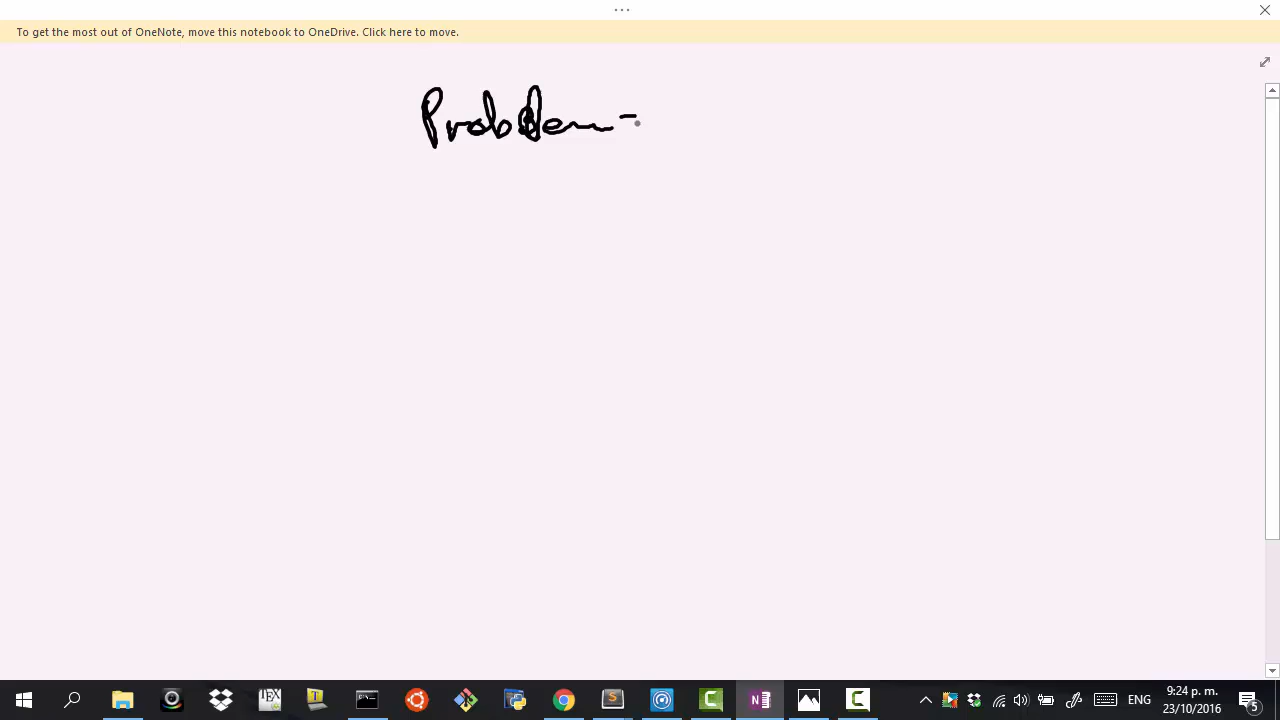 To get the most out of OneNote, move this notebook to OneDrive. Click here to move.
Problem -
ENG
9:24 p. m.
23/10/2016
5